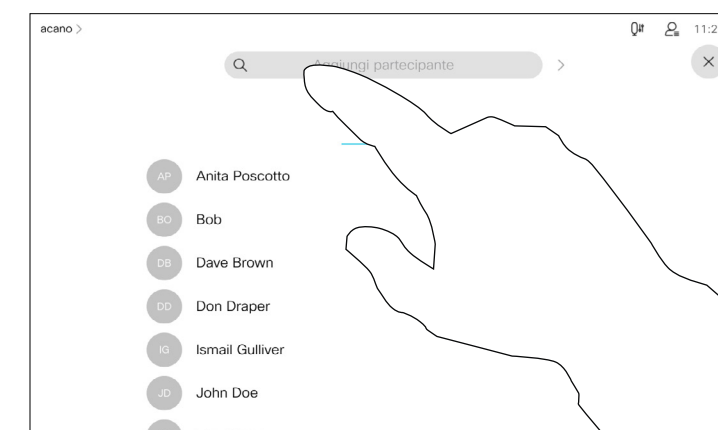 acano >
11:2
Aggiungi partecipante
AP Anita Poscotto
BO Bob
DB Dave Brown
DD Don Draper
IG Ismail Gulliver
JD John Doe